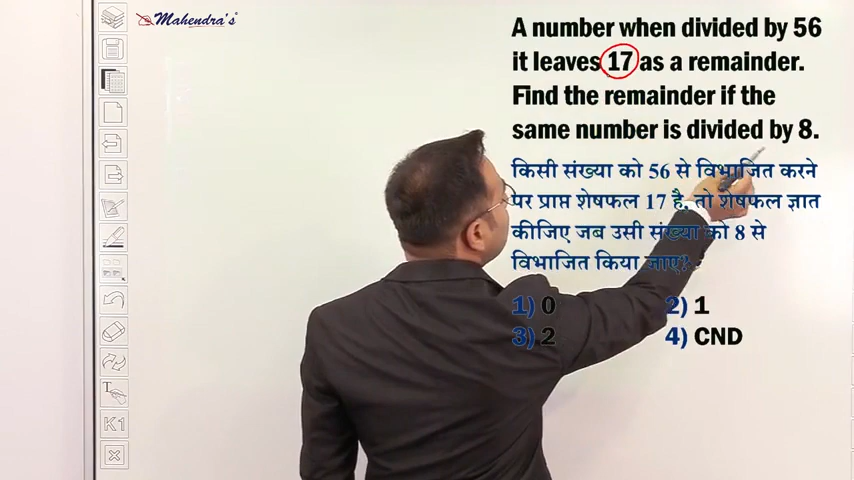 Mahendra's
A number when divided by 56
it leaves 17 as a remainder.
Find the remainder if the
same number is divided by 8.
किसी संख्या को 56 से विभाजित करने
पर प्राप्त शेषफल 17 है, तो शेषफल ज्ञात
कीजिए जब उसी संख्या को 8 से
विभाजित किया जाए?
1) 0 2) 1
3) 2 4) CND
T
K1